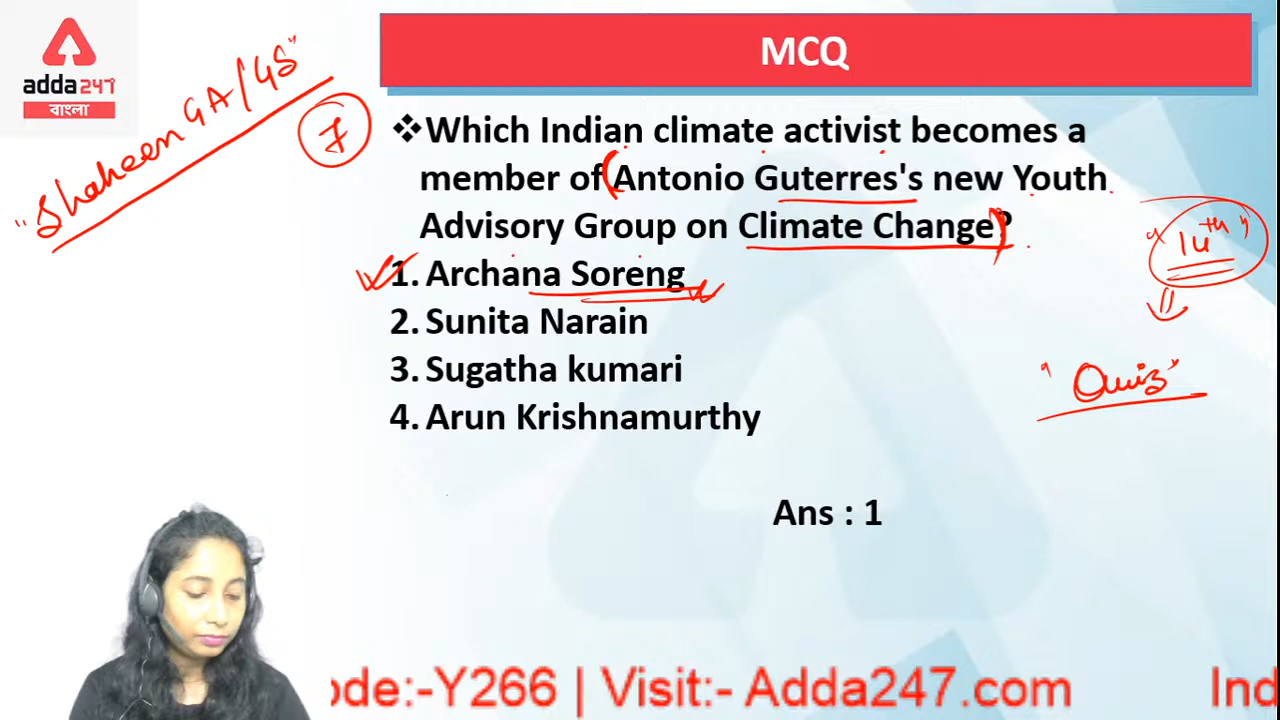 adda247
বাংলা
"Shaheen GA/GS"
7
MCQ
❖Which Indian climate activist becomes a
member of Antonio Guterres's new Youth
Advisory Group on Climate Change?
1. Archana Soreng
2. Sunita Narain
3. Sugatha kumari
4. Arun Krishnamurthy
"14th"
"Quiz"
Ans : 1
ode:-Y266 | Visit:- Adda247.com Ind